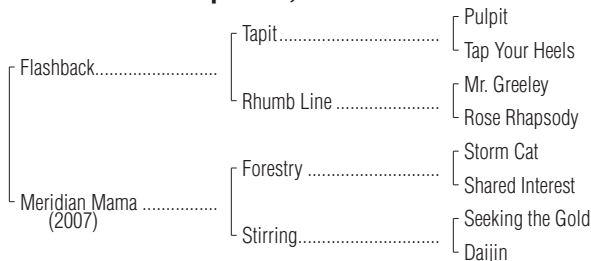 Pulpit
Tapit
Tap Your Heels
Flashback
Mr. Greeley
Rhumb Line
Rose Rhapsody
Storm Cat
Forestry
Shared Interest
Meridian Mama
(2007)
Seeking the Gold
Stirring
Daijin